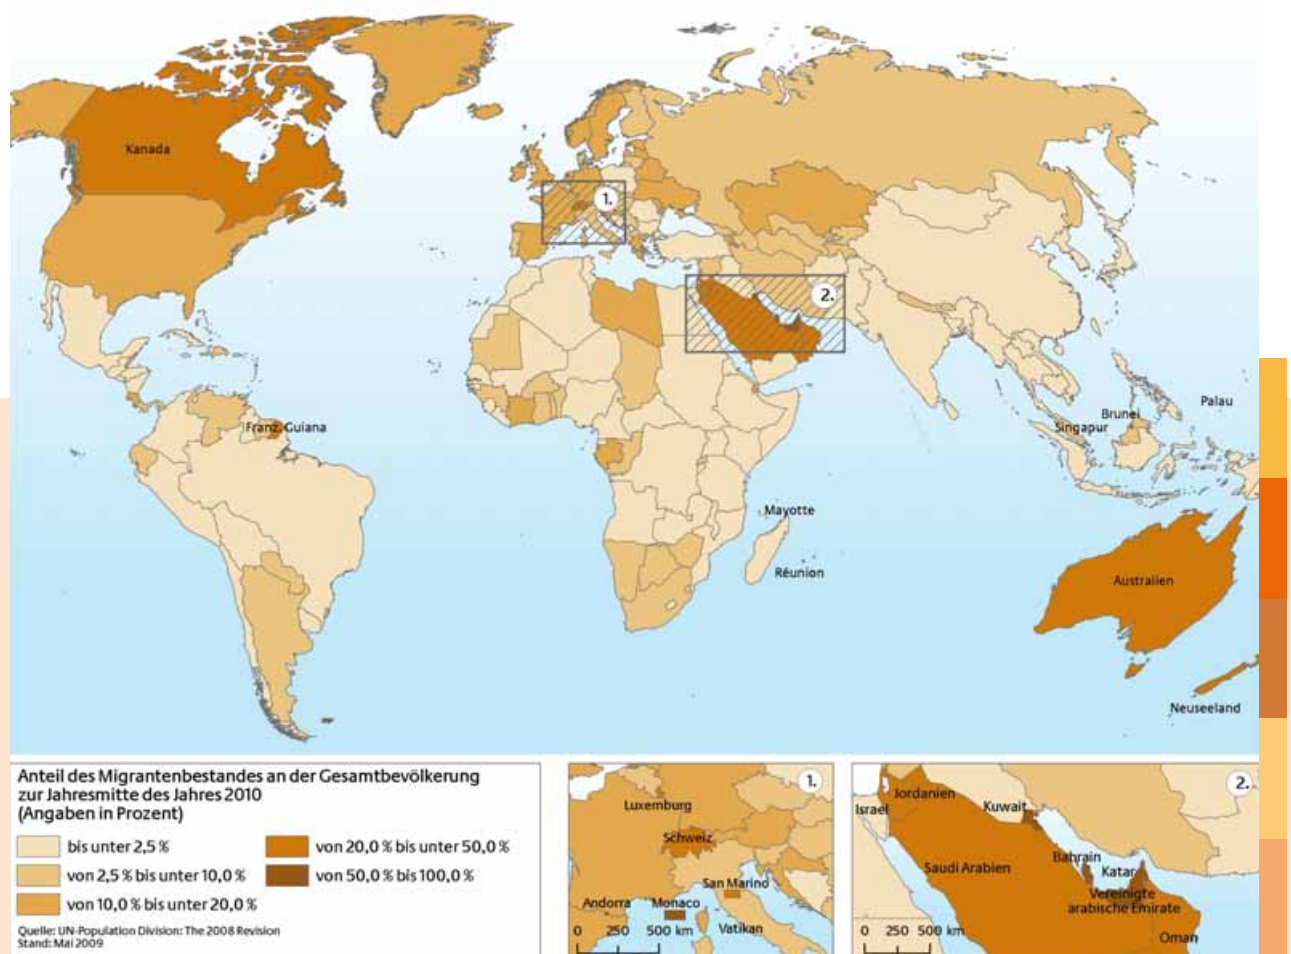 Kanada
1.
2.
Franz. Guiana
Palau
Brunei
Singapur
Mayotte
Réunion
Australien
Neuseeland
Anteil des Migrantenbestandes an der Gesamtbevölkerung
zur Jahresmitte des Jahres 2010
(Angaben in Prozent)
bis unter 2,5 %
von 2,5 % bis unter 10,0 %
von 10,0 % bis unter 20,0 %
von 20,0 % bis unter 50,0 %
von 50,0 % bis 100,0 %
Quelle: UN-Population Division: The 2008 Revision
Stand: Mai 2009
1.
Luxemburg
Schweiz
San Marino
Andorra
Monaco
Vatikan
0 250 500 km
2.
Jordanien
Israel
Kuwait
Saudi Arabien
Bahrain
Katar
Vereinigte
arabische Emirate
Oman
0 250 500 km